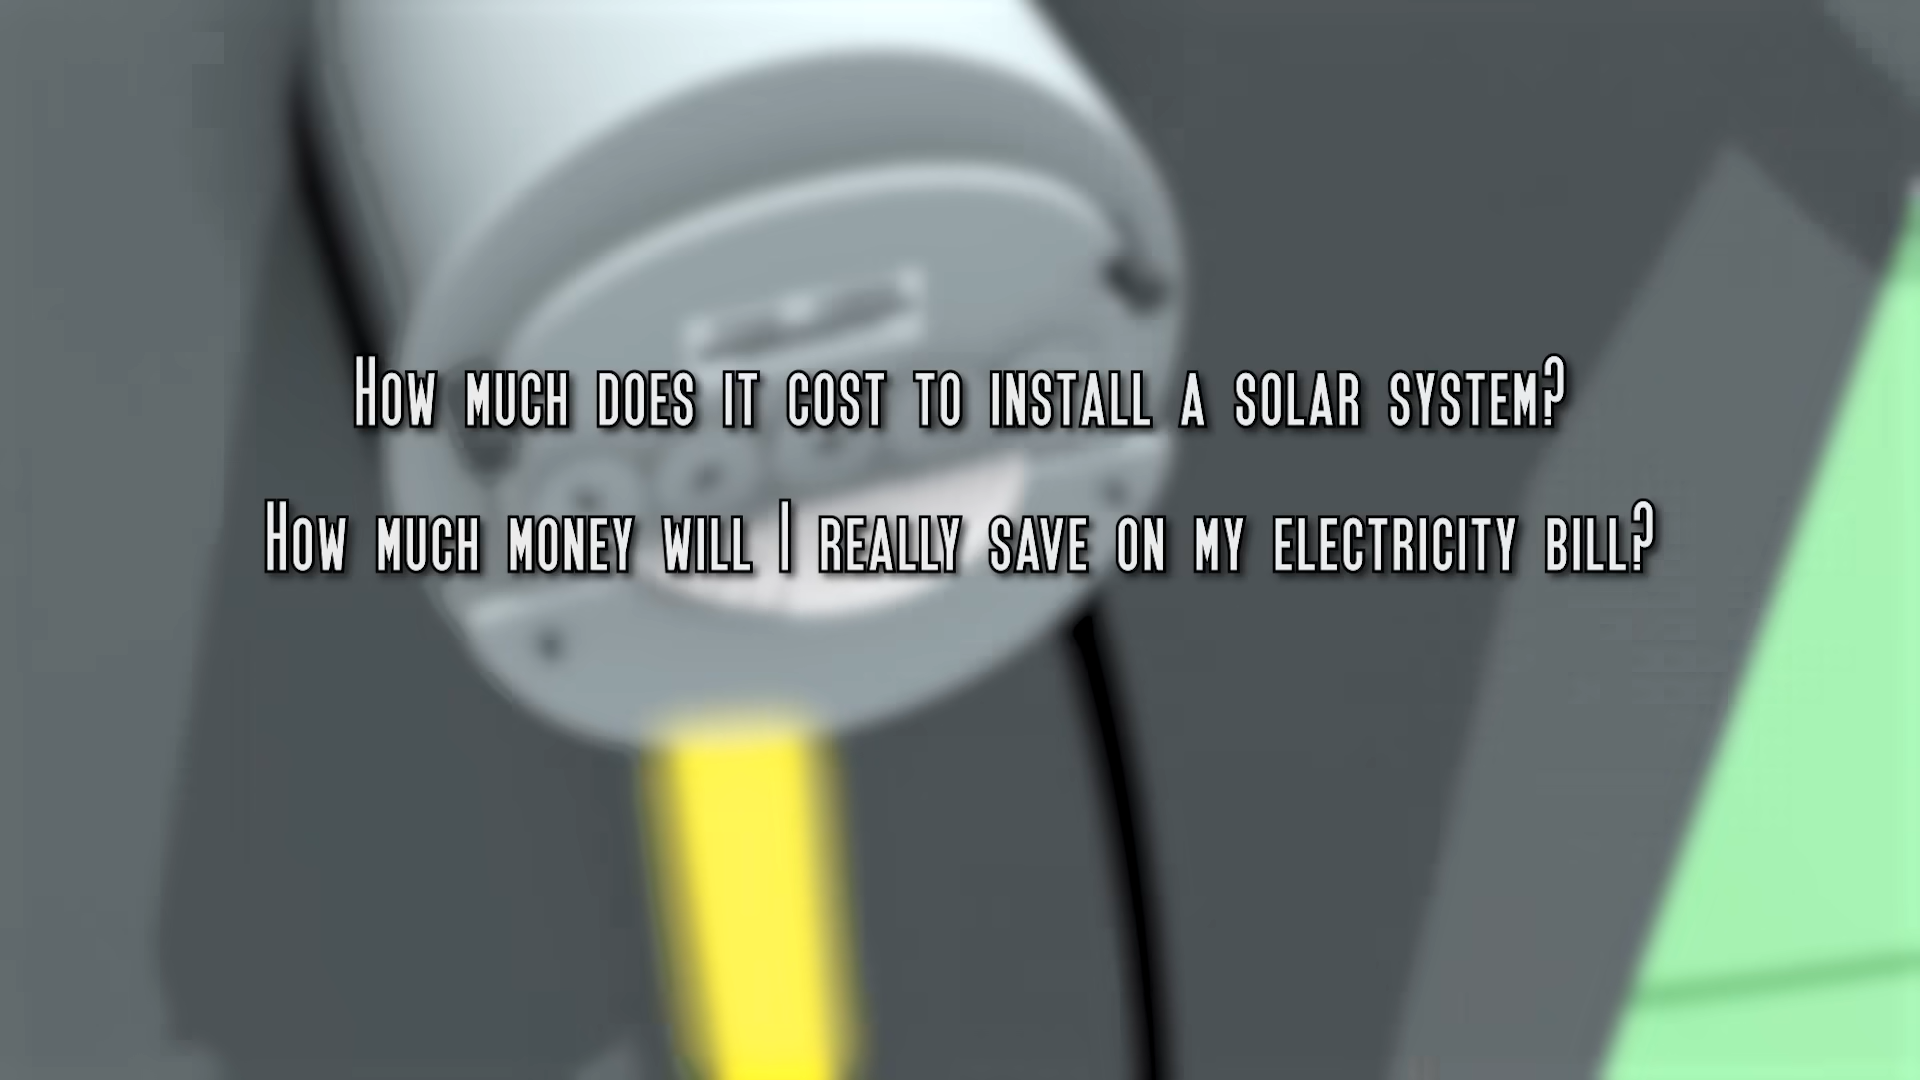 How much does it cost to install a solar system?
How much money will I really save on my electricity bill?